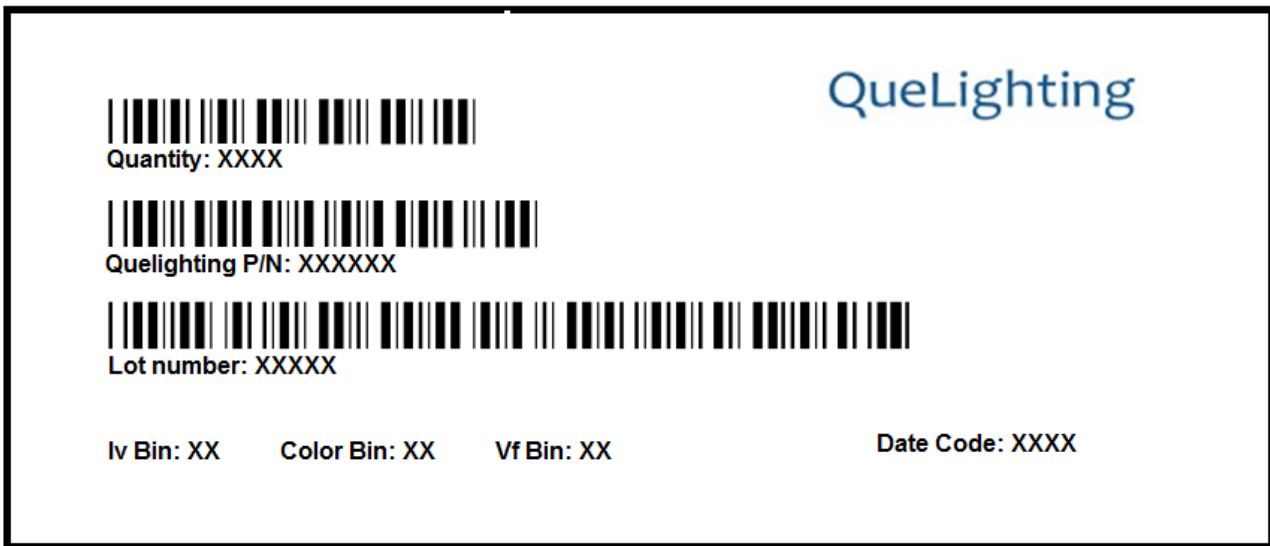 QueLighting
Quantity: XXXX
Quelighting P/N: XXXXXX
Lot number: XXXXX
Iv Bin: XX Color Bin: XX Vf Bin: XX Date Code: XXXX